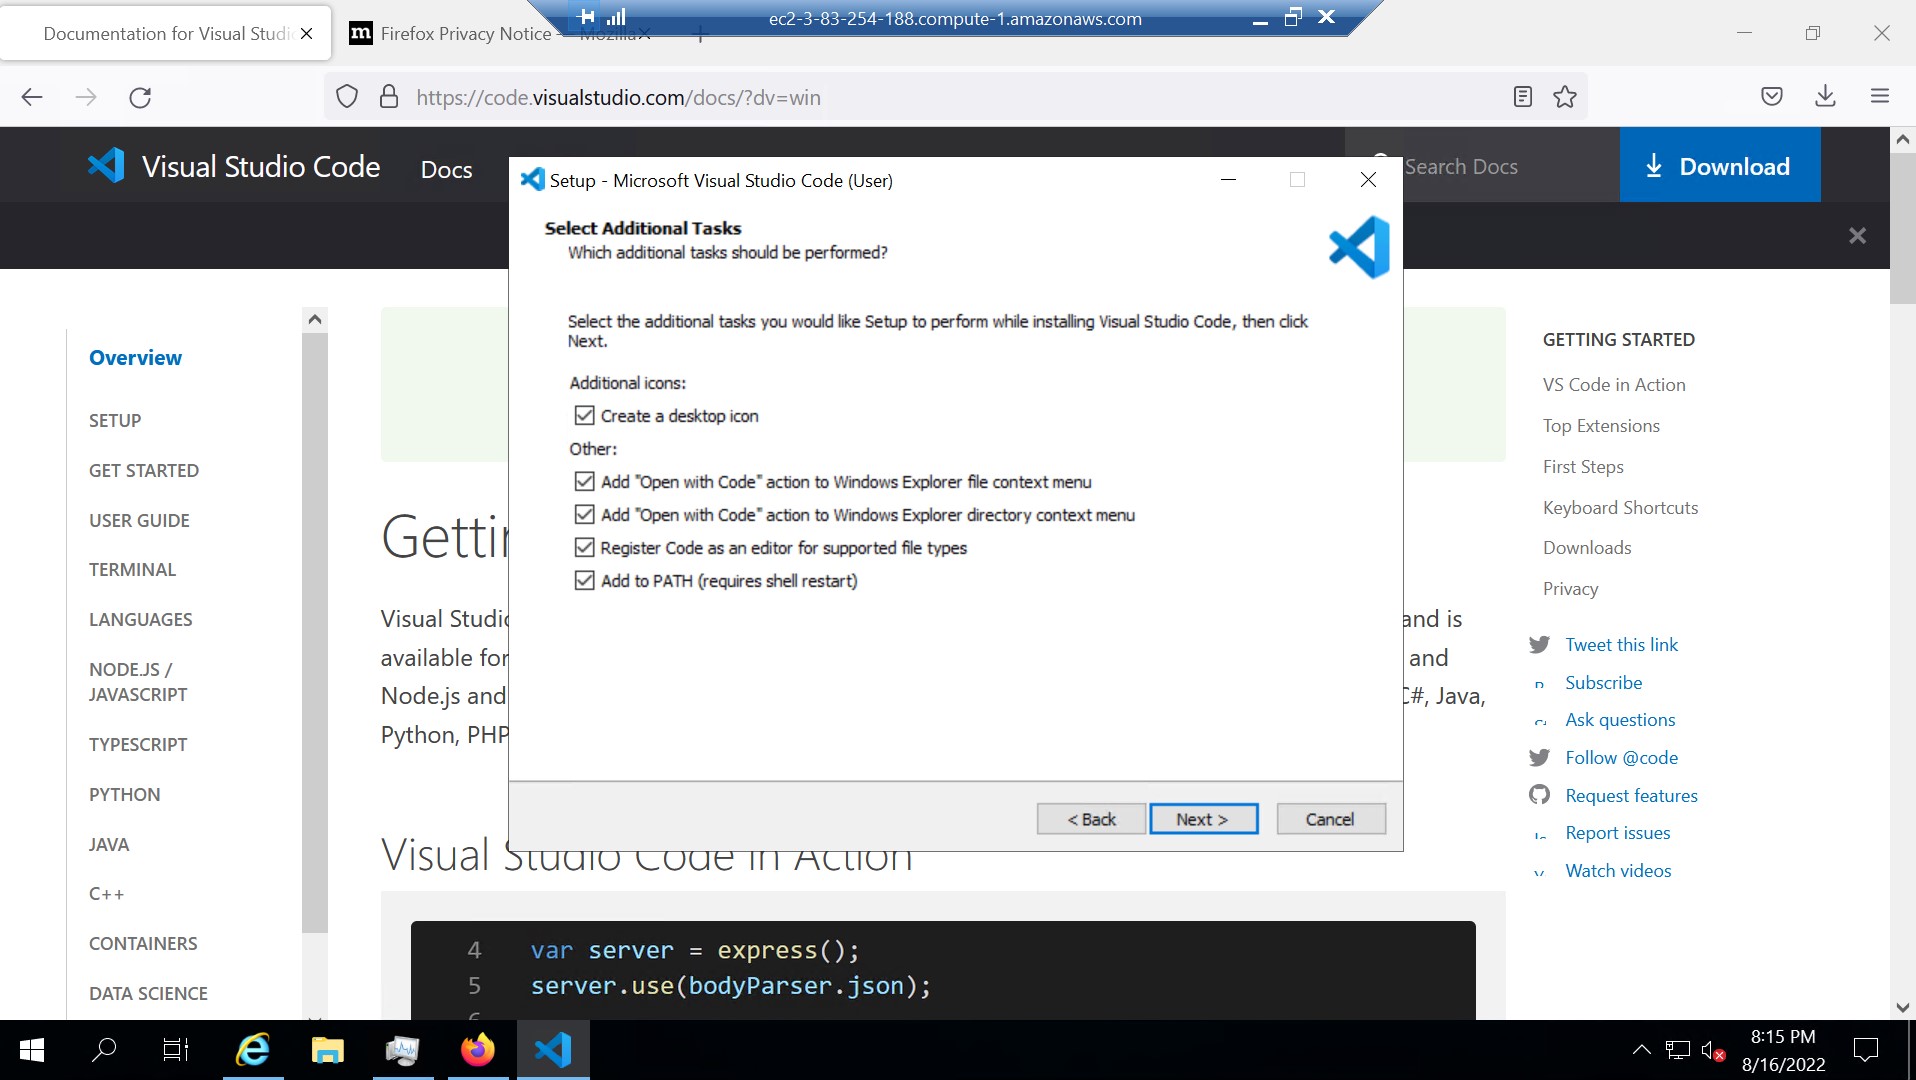 ec2-3-83-254-188.compute-1.amazonaws.com
Documentation for Visual Studi
Firefox Privacy Notice — Mozilla
https://code.visualstudio.com/docs/?dv=win
Visual Studio Code
Docs
Search Docs
Download
Setup - Microsoft Visual Studio Code (User)
Select Additional Tasks
Which additional tasks should be performed?
Select the additional tasks you would like Setup to perform while installing Visual Studio Code, then click
Next.
Additional icons:
Create a desktop icon
Other:
Add "Open with Code" action to Windows Explorer file context menu
Add "Open with Code" action to Windows Explorer directory context menu
Register Code as an editor for supported file types
Add to PATH (requires shell restart)
< Back
Next >
Cancel
Overview
SETUP
GET STARTED
USER GUIDE
TERMINAL
LANGUAGES
NODE.JS /
JAVASCRIPT
TYPESCRIPT
PYTHON
JAVA
C++
CONTAINERS
DATA SCIENCE
Getti
Visual Studi
and is
available for
and
Node.js and
C#, Java,
Python, PHP
Visual Studio Code in Action
4 var server = express();
5 server.use(bodyParser.json);
6
GETTING STARTED
VS Code in Action
Top Extensions
First Steps
Keyboard Shortcuts
Downloads
Privacy
Tweet this link
Subscribe
Ask questions
Follow @code
Request features
Report issues
Watch videos
8:15 PM
8/16/2022